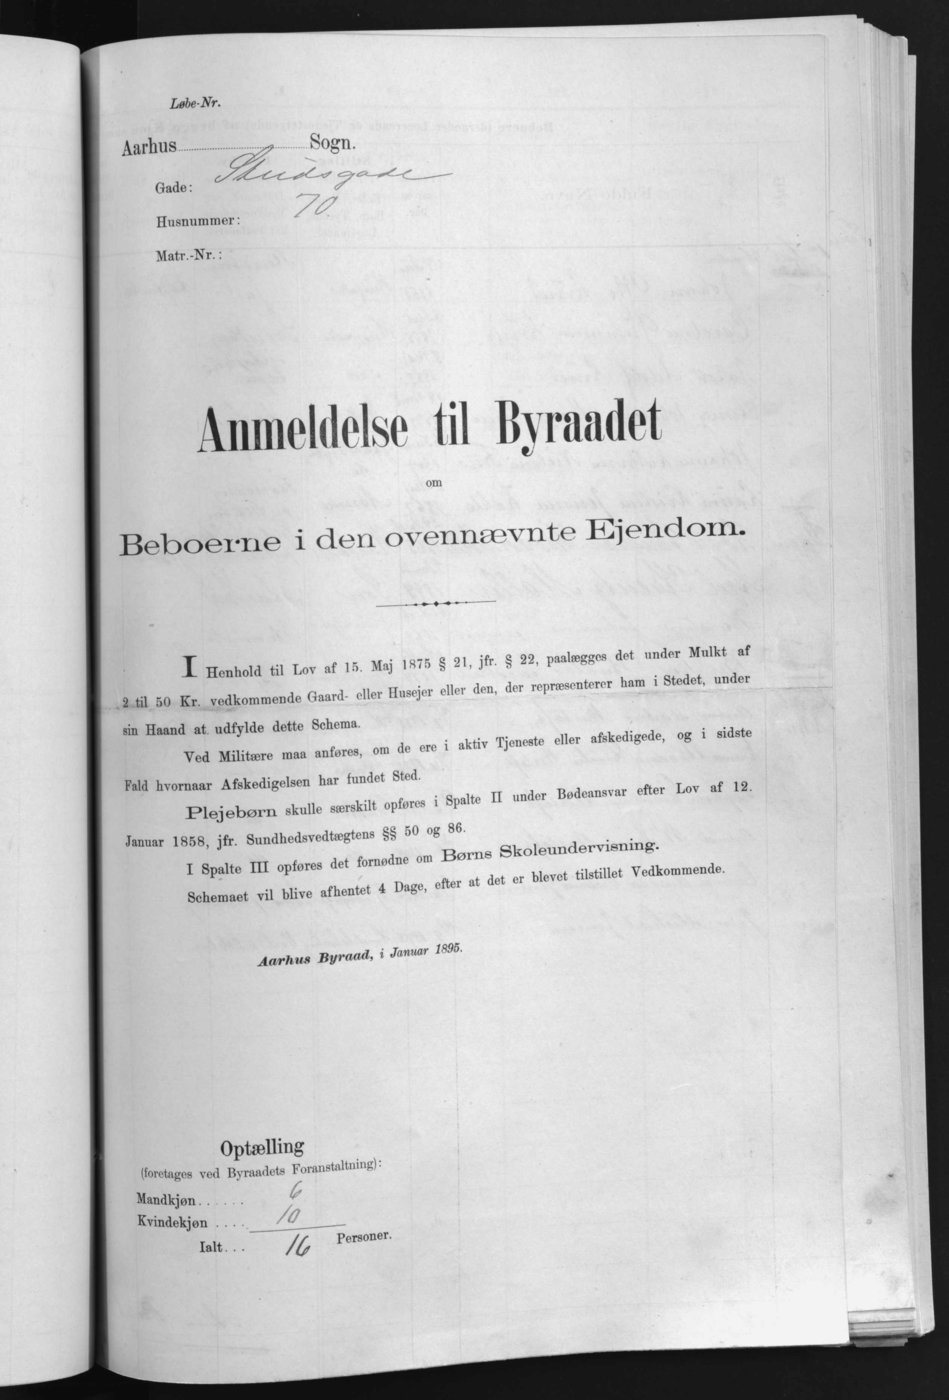 Løbe-Nr.
Aarhus Sogn.
Gade: Studsgade
Husnummer: 70
Matr.-Nr.:
Anmeldelse til Byraadet
om
Beboerne i den ovennævnte Ejendom.
I Henhold til Lov af 15. Maj 1875 § 21, jfr. § 22, paalægges det under Mulkt af
2 til 50 Kr. vedkommende Gaard- eller Husejer eller den, der repræsenterer ham i Stedet, under
sin Haand at udfylde dette Schema.
Ved Militære maa anføres, om de ere i aktiv Tjeneste eller afskedigede, og i sidste
Fald hvornaar Afskedigelsen har fundet Sted.
Plejebørn skulle særskilt opføres i Spalte II under Bødeansvar efter Lov af 12.
Januar 1858, jfr. Sundhedsvedtægtens §§ 50 og 86.
I Spalte III opføres det fornødne om Børns Skoleundervisning.
Schemaet vil blive afhentet 4 Dage, efter at det er blevet tilstillet Vedkommende.
Aarhus Byraad, i Januar 1895.
Optælling
(foretages ved Byraadets Foranstaltning):
Mandkjøn...... 6
Kvindekjøn .... 10
Ialt... 16 Personer.